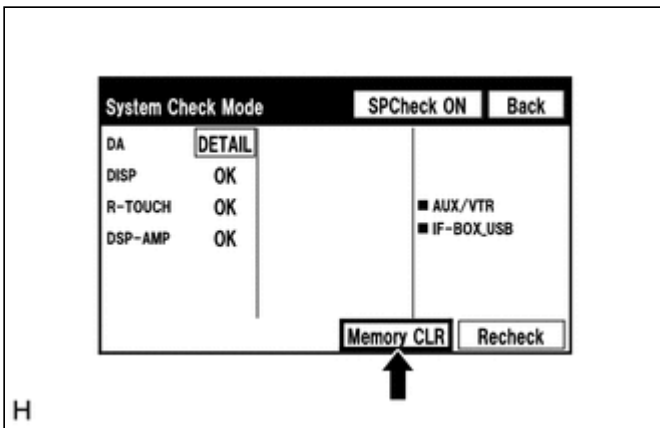 System Check Mode SPCheck ON Back
DA DETAIL
DISP OK
R-TOUCH OK ■ AUX/VTR
■ IF-BOX_USB
DSP-AMP OK
Memory CLR Recheck
H